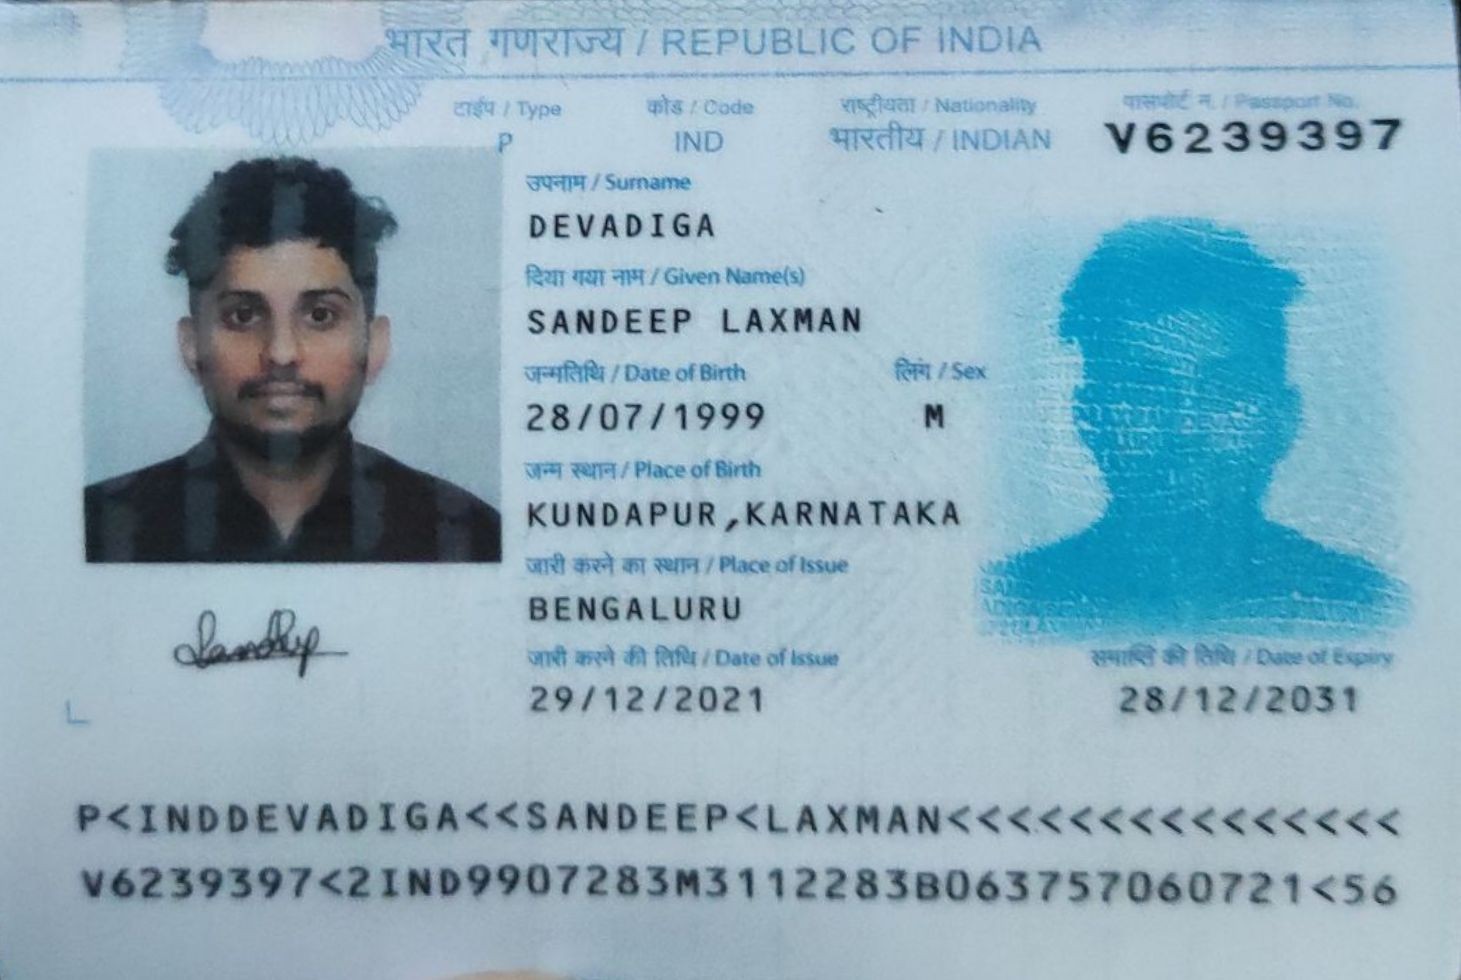 भारत गणराज्य / REPUBLIC OF INDIA
टाईप / Type कोड / Code राष्ट्रीयता / Nationality पासपोर्ट न. / Passport No.
P IND भारतीय / INDIAN V6239397
उपनाम / Surname
DEVADIGA
दिया गया नाम / Given Name(s)
SANDEEP LAXMAN
जन्मतिथि / Date of Birth लिंग / Sex
28/07/1999 M
जन्म स्थान / Place of Birth
KUNDAPUR,KARNATAKA
जारी करने का स्थान / Place of Issue
BENGALURU
Sandeep
जारी करने की तिथि / Date of Issue समाप्ति की तिथि / Date of Expiry
29/12/2021 28/12/2031
P<INDDEVADIGA<<SANDEEP<LAXMAN<<<<<<<<<<<<<<<
V6239397<2IND9907283M3112283B063757060721<56